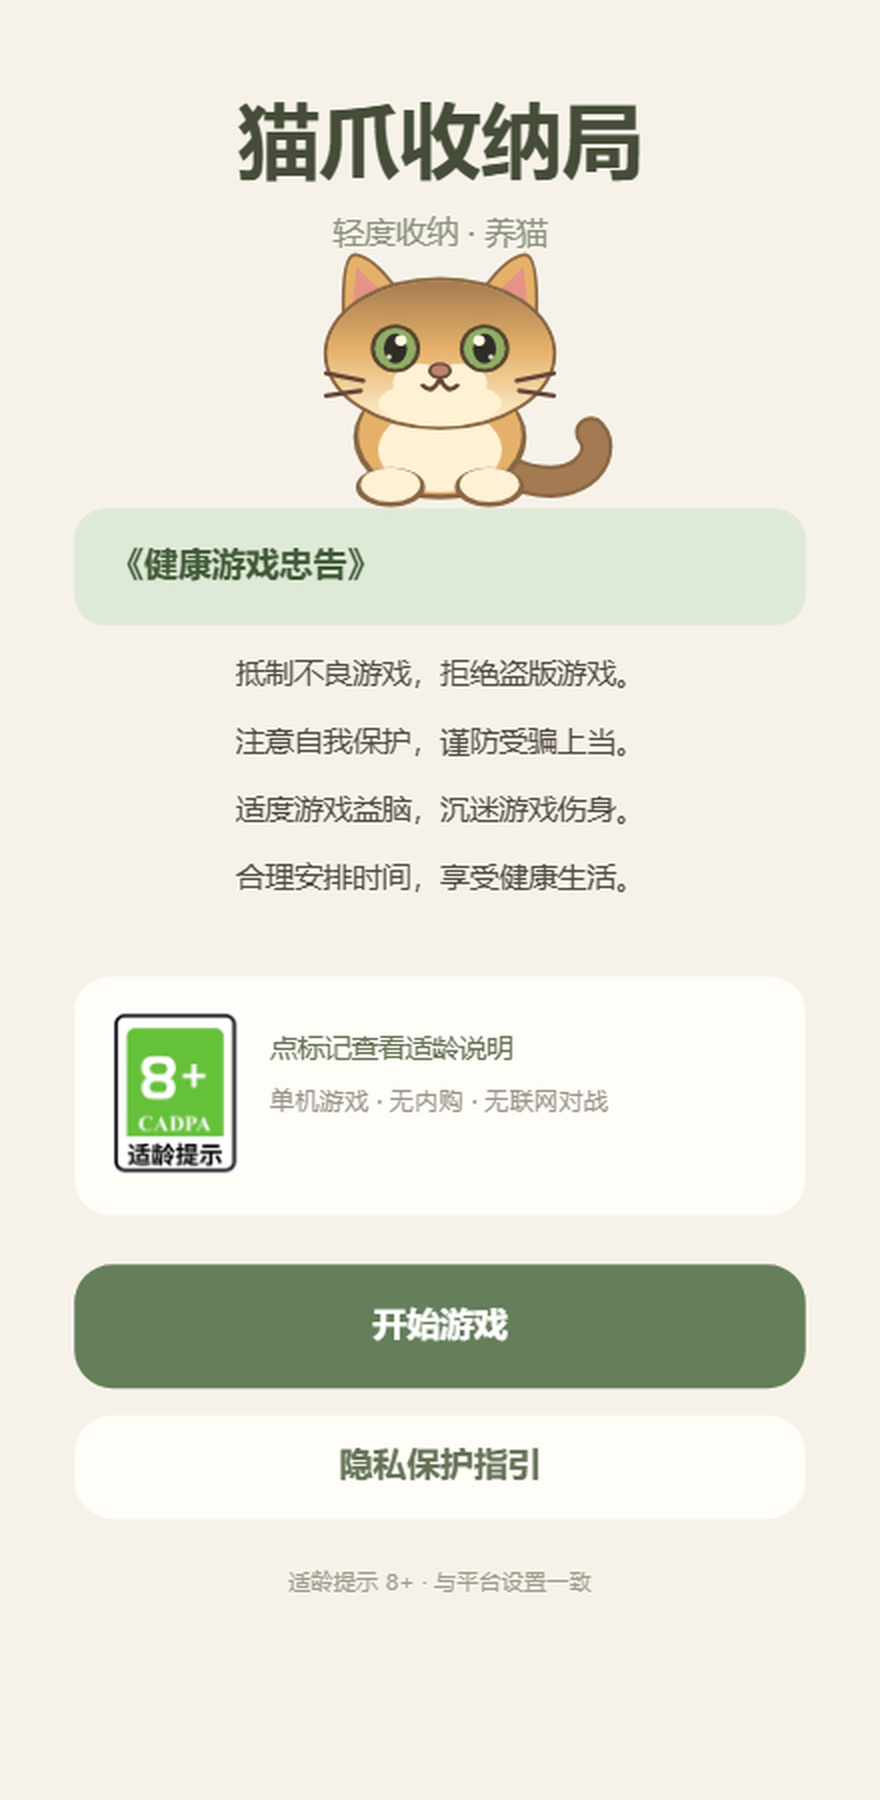 猫爪收纳局
轻度收纳 · 养猫
《健康游戏忠告》
抵制不良游戏，拒绝盗版游戏。
注意自我保护，谨防受骗上当。
适度游戏益脑，沉迷游戏伤身。
合理安排时间，享受健康生活。
8+
CADPA
适龄提示
点标记查看适龄说明
单机游戏 · 无内购 · 无联网对战
开始游戏
隐私保护指引
适龄提示 8+ · 与平台设置一致